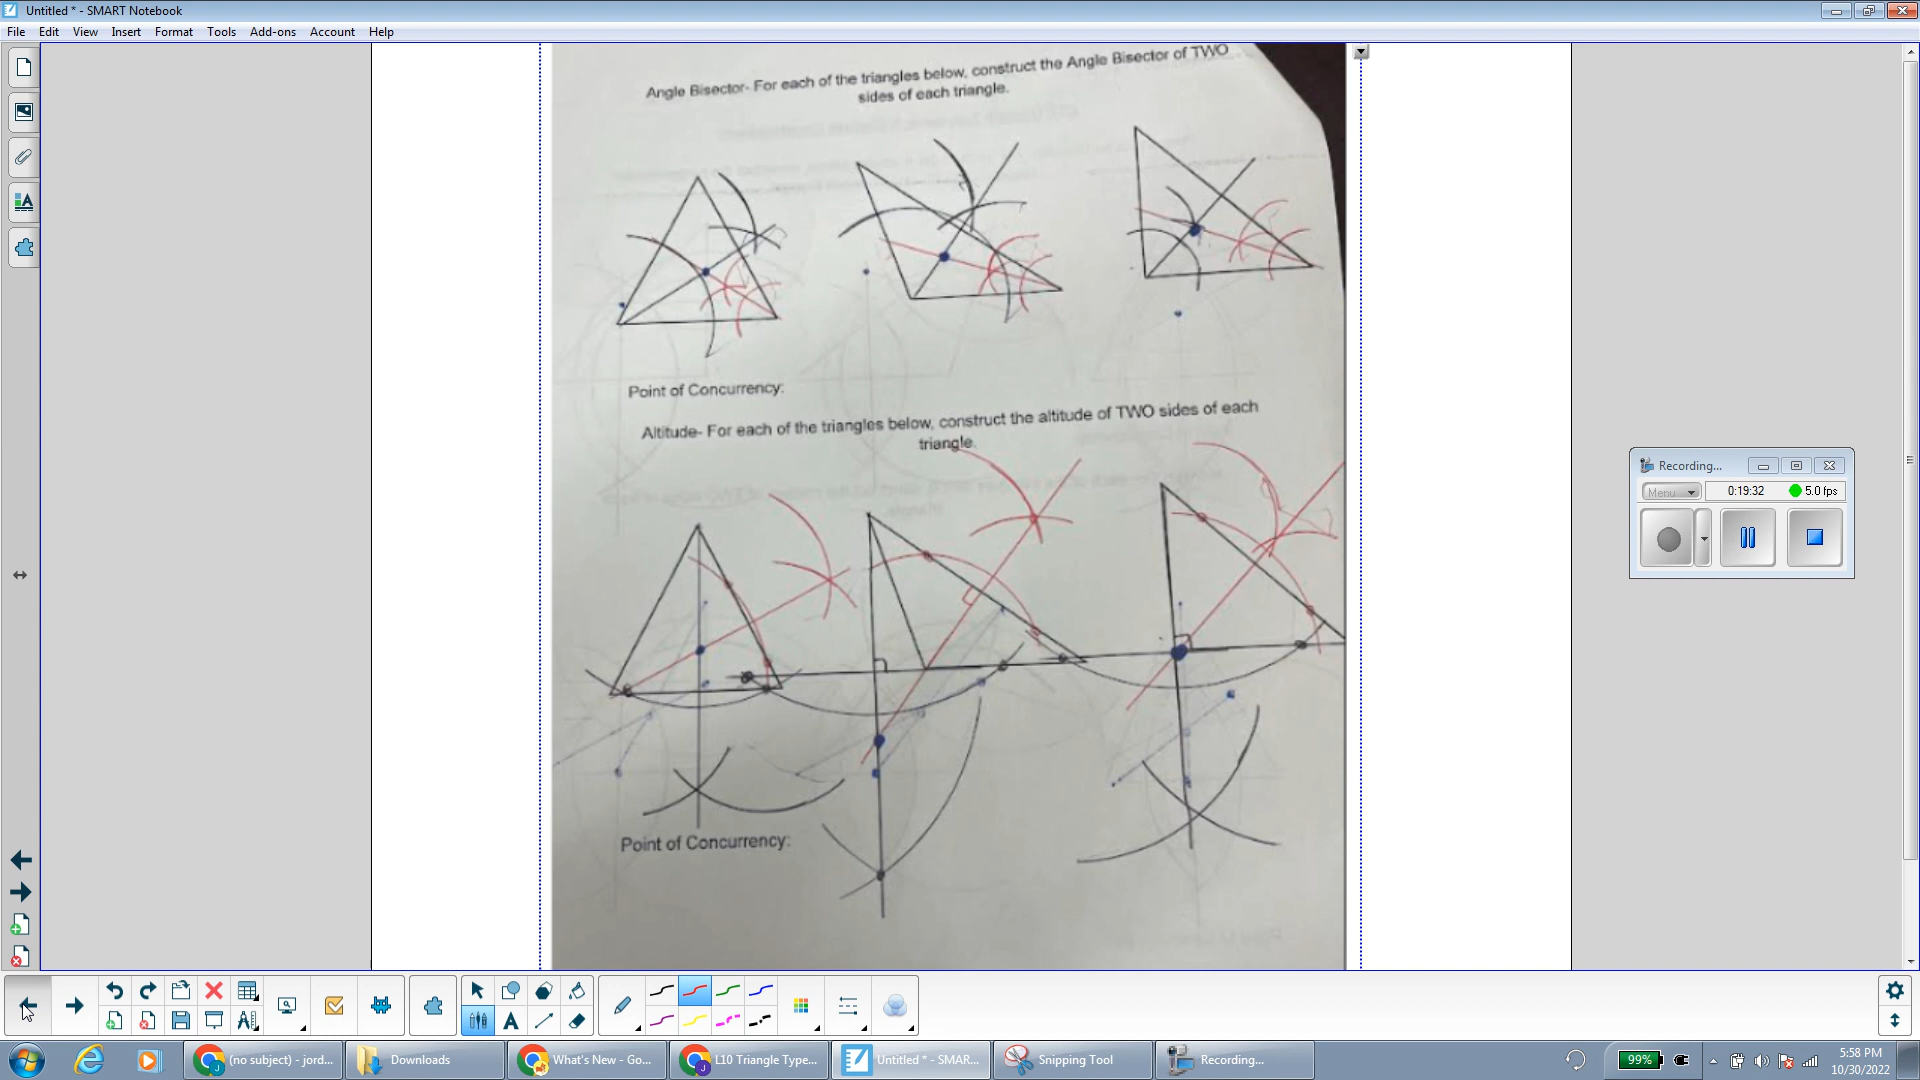 Untitled * - SMART Notebook
File Edit View Insert Format Tools Add-ons Account Help
Angle Bisector- For each of the triangles below, construct the Angle Bisector of TWO
sides of each triangle.
Point of Concurrency:
Altitude- For each of the triangles below, construct the altitude of TWO sides of each
triangle.
Point of Concurrency:
Recording...
Menu 0:19:32 5.0 fps
(no subject) - jord... Downloads What's New - Go... L10 Triangle Type... Untitled * - SMAR... Snipping Tool Recording... 99% 5:58 PM
10/30/2022